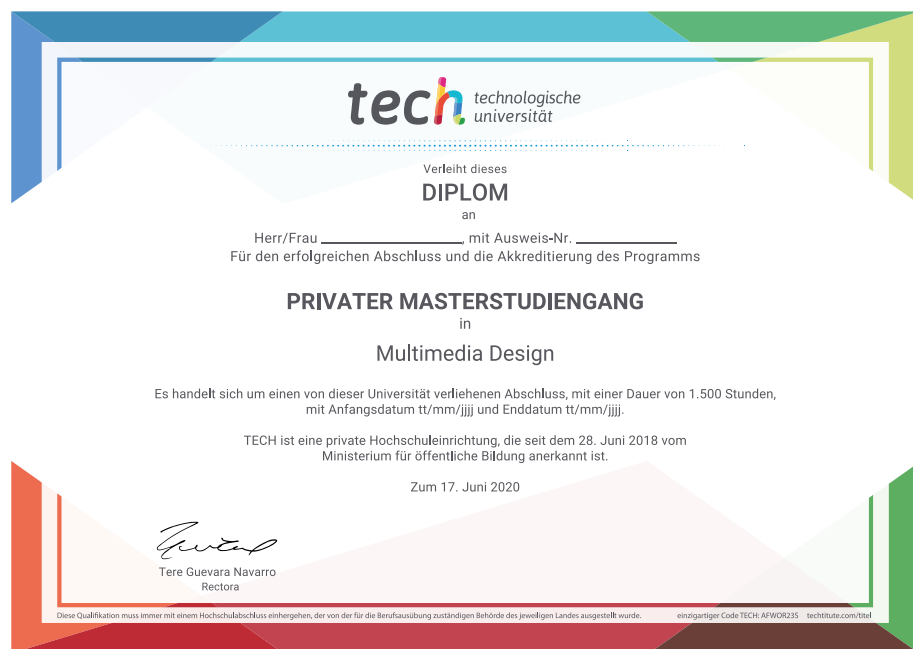 tech technologische
universität
Verleiht dieses
DIPLOM
an
Herr/Frau ____________________, mit Ausweis-Nr. ______________
Für den erfolgreichen Abschluss und die Akkreditierung des Programms
PRIVATER MASTERSTUDIENGANG
in
Multimedia Design
Es handelt sich um einen von dieser Universität verliehenen Abschluss, mit einer Dauer von 1.500 Stunden,
mit Anfangsdatum tt/mm/jjjj und Enddatum tt/mm/jjjj.
TECH ist eine private Hochschuleinrichtung, die seit dem 28. Juni 2018 vom
Ministerium für öffentliche Bildung anerkannt ist.
Zum 17. Juni 2020
Tere Guevara Navarro
Rectora
Diese Qualifikation muss immer mit einem Hochschulabschluss einhergehen, der von der für die Berufsausübung zuständigen Behörde des jeweiligen Landes ausgestellt wurde. einzigartiger Code TECH: AFWOR23S techtitute.com/titel